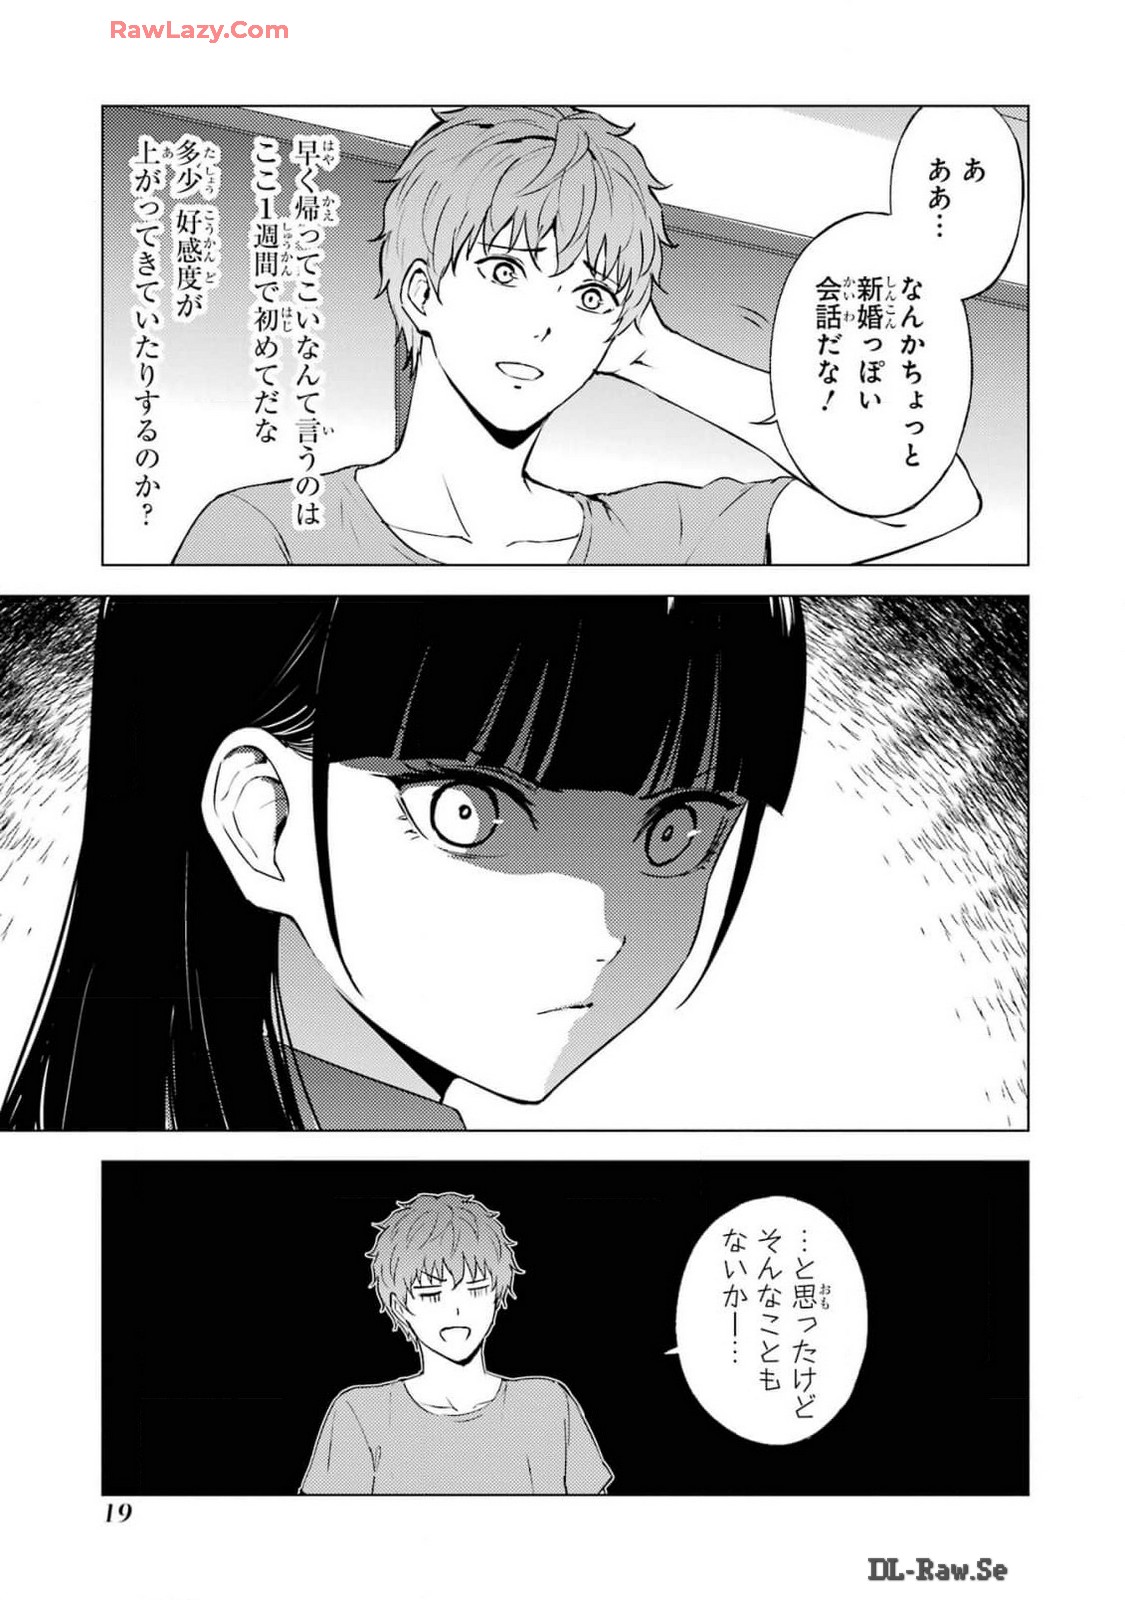 RawLazy.Com
あ
ああ…
なんかちょっと
新婚っぽい
会話だな!
早く帰ってこいなんて言うのは
ここ1週間で初めてだな
多少 好感度が
上がってきていたりするのか?
…と思ったけど
そんなことも
ないかー…
19
DL-Raw.Se